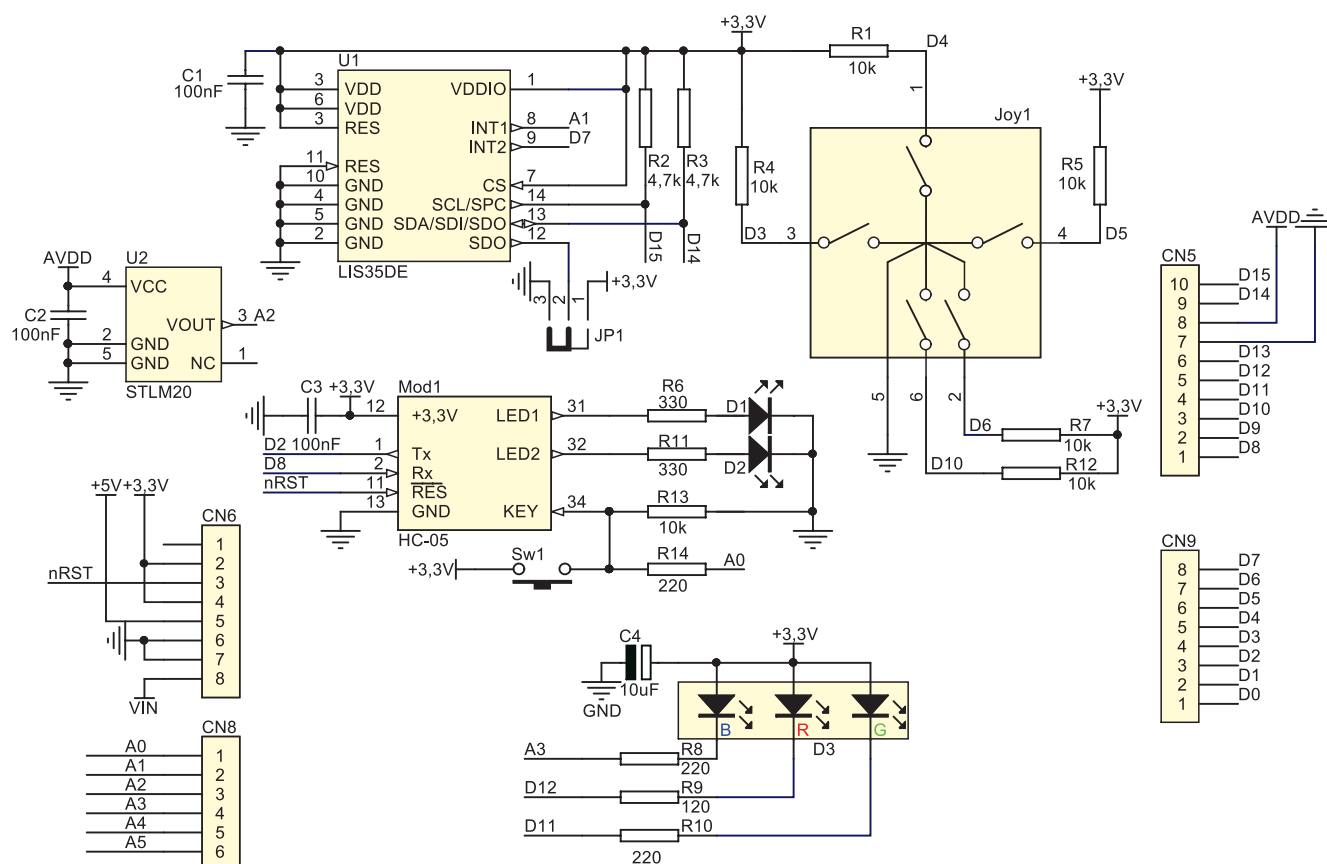 +3,3V
R1
10k
D4
1
C1
100nF
U1
3 VDD
6 VDD
3 RES
11 RES
10 GND
4 GND
5 GND
2 GND
VDDIO 1
INT1 8 A1
INT2 9 D7
CS 7
SCL/SPC 14
SDA/SDI/SDO 13
SDO 12
LIS35DE
R2
4,7k
R3
4,7k
D15
D14
3
2
1
+3,3V
JP1
R4
10k
D3 3
Joy1
+3,3V
R5
10k
4 D5
5
6
2
D6
R7
10k
+3,3V
D10
R12
10k
AVDD
U2
4 VCC
C2
100nF
2 GND
5 GND
VOUT 3 A2
NC 1
STLM20
AVDD
CN5
10 D15
9 D14
8
7
6 D13
5 D12
4 D11
3 D10
2 D9
1 D8
C3
100nF
+3,3V
Mod1
12 +3,3V
D2 1 Tx
D8 2 Rx
nRST 11 RES
13 GND
LED1 31
LED2 32
KEY 34
HC-05
R6
330
D1
R11
330
D2
R13
10k
R14
220
A0
+3,3V
Sw1
+5V
+3,3V
CN6
1
2
nRST 3
4
5
6
7
8
VIN
CN9
8 D7
7 D6
6 D5
5 D4
4 D3
3 D2
2 D1
1 D0
C4
10uF
GND
+3,3V
B
R
G
D3
A3
R8
220
D12
R9
120
D11
R10
220
CN8
A0 1
A1 2
A2 3
A3 4
A4 5
A5 6